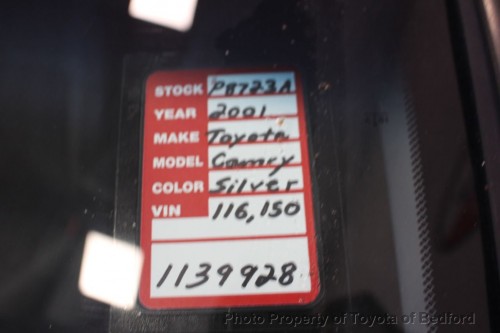 STOCK P8723A
YEAR 2001
MAKE Toyota
MODEL Camry
COLOR Silver
VIN 116,150
1139928
Photo Property of Toyota of Bedford